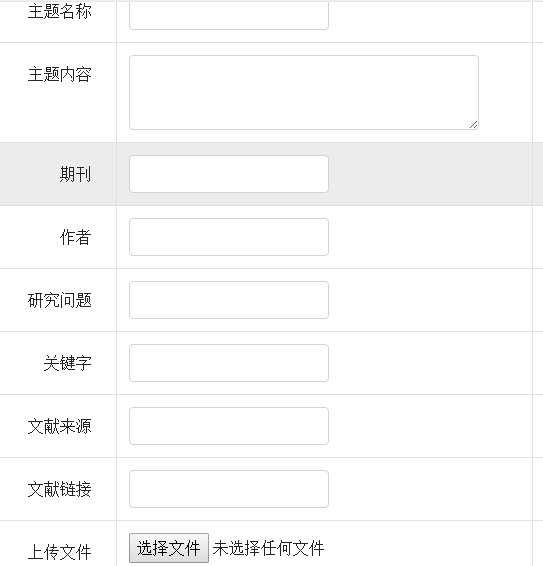 主题名称
主题内容
期刊
作者
研究问题
关键字
文献来源
文献链接
上传文件 选择文件 未选择任何文件